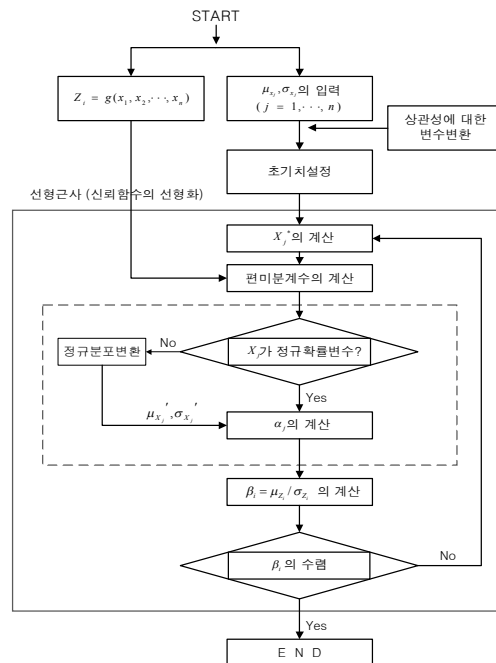 START
Z_i = g(x_1, x_2, ···, x_n)
μ_{x_j}, σ_{x_j}의 입력
( j = 1, ···, n )
상관성에 대한
변수변환
초기치설정
선형근사 (신뢰함수의 선형화)
X_j^*의 계산
편미분계수의 계산
No
정규분포변환
X_j가 정규확률변수?
Yes
μ_{X_j}′, σ_{X_j}′
α_j의 계산
β_i = μ_{Z_i} / σ_{Z_i} 의 계산
No
β_i의 수렴
Yes
E N D